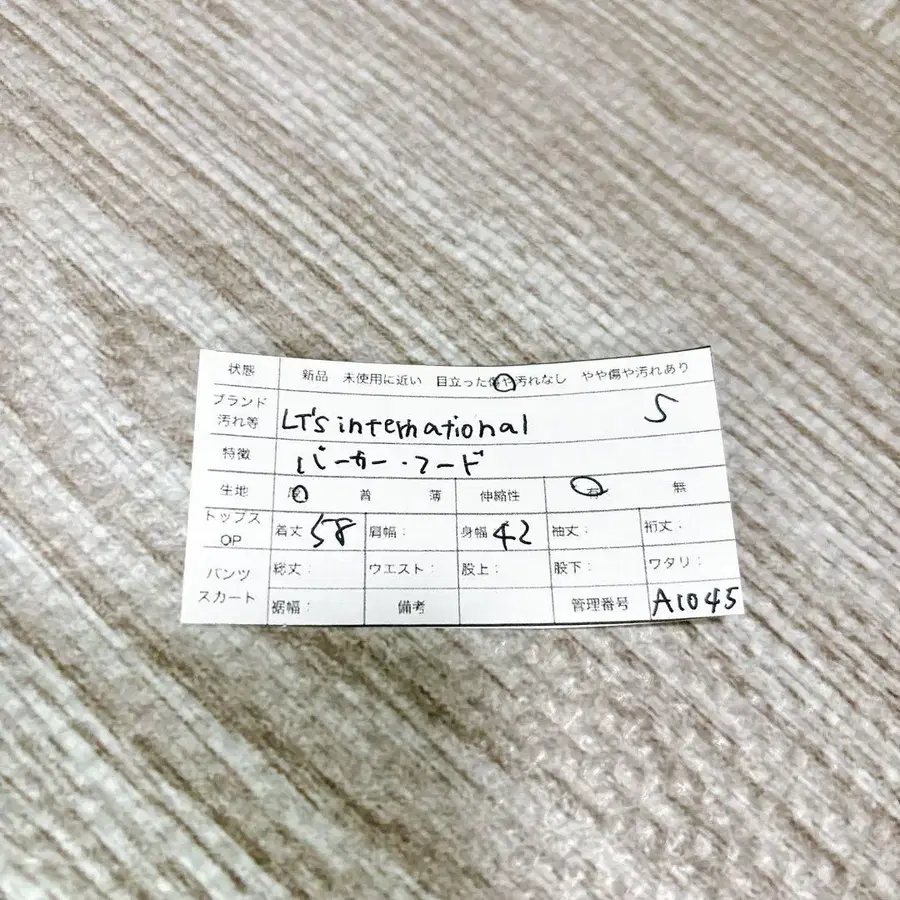 状態 新品 未使用に近い 目立った傷や汚れなし やや傷や汚れあり
ブランド
汚れ等 LT's international S
特徴 パーカー・フード
生地 厚 普 薄 伸縮性 有 無
トップス
OP 着丈 58 肩幅: 身幅 42 袖丈: 裄丈:
パンツ
スカート 総丈: ウエスト: 股上: 股下: ワタリ:
裾幅: 備考 管理番号 A1045